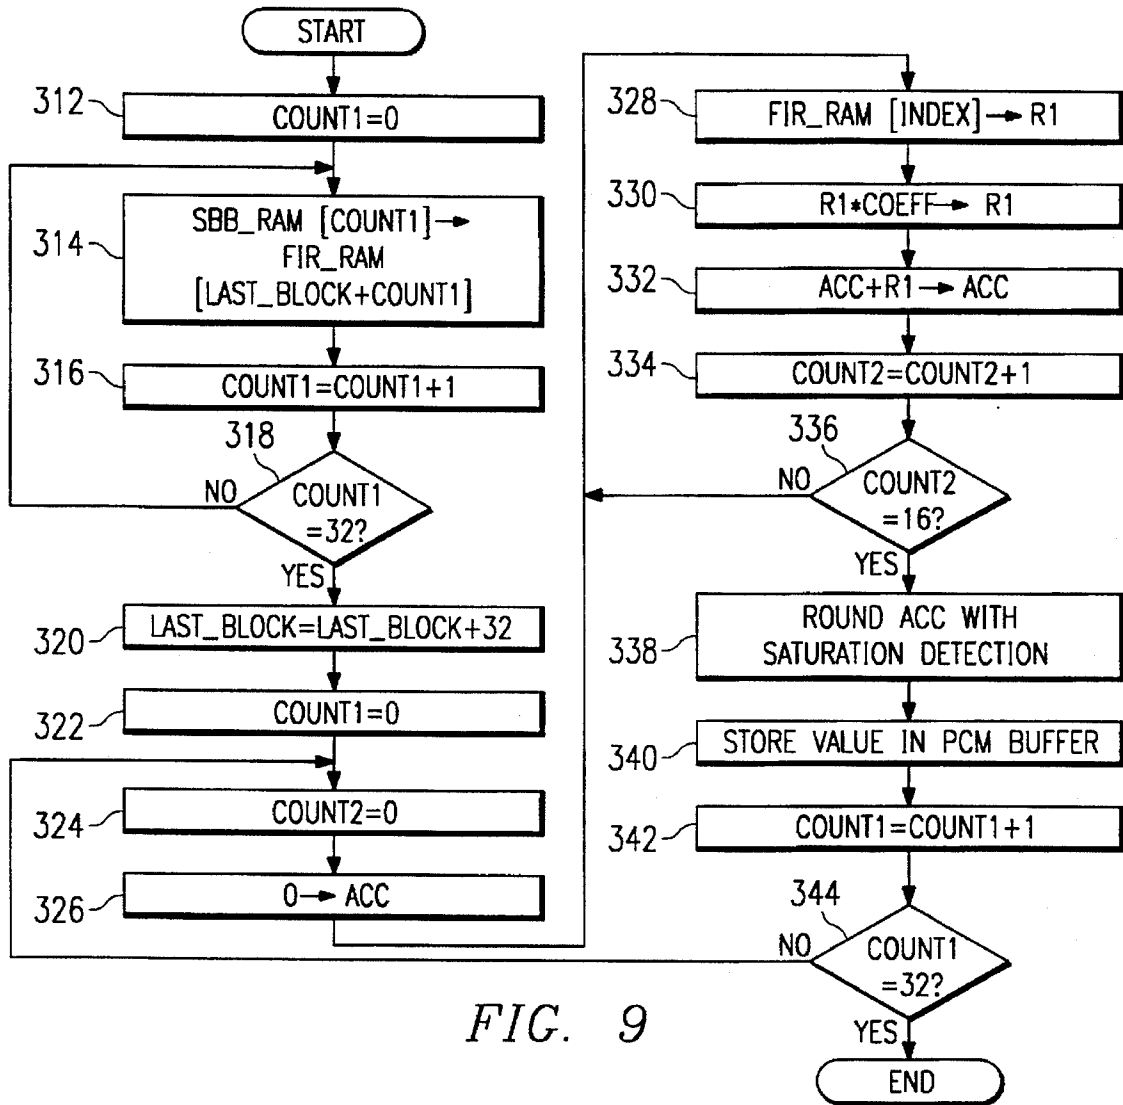 START
312
COUNT1=0
314
SBB_RAM [COUNT1]→
FIR_RAM
[LAST_BLOCK+COUNT1]
316
COUNT1=COUNT1+1
318
NO
COUNT1
=32?
YES
320
LAST_BLOCK=LAST_BLOCK+32
322
COUNT1=0
324
COUNT2=0
326
0→ ACC
328
FIR_RAM [INDEX]→ R1
330
R1*COEFF→ R1
332
ACC+R1→ ACC
334
COUNT2=COUNT2+1
336
NO
COUNT2
=16?
YES
338
ROUND ACC WITH
SATURATION DETECTION
340
STORE VALUE IN PCM BUFFER
342
COUNT1=COUNT1+1
344
NO
COUNT1
=32?
YES
END
FIG. 9